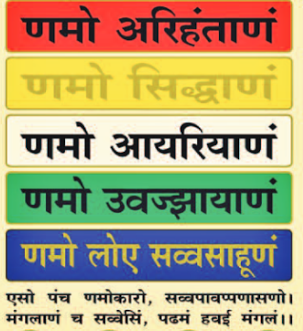 णमो अरिहंताणं
णमो सिद्धाणं
णमो आयरियाणं
णमो उवज्झायाणं
णमो लोए सव्वसाहूणं
एसो पंच णमोकारो, सव्वपावप्पणासणो।
मंगलाणं च सव्वेसिं, पढमं हवई मंगलं।।